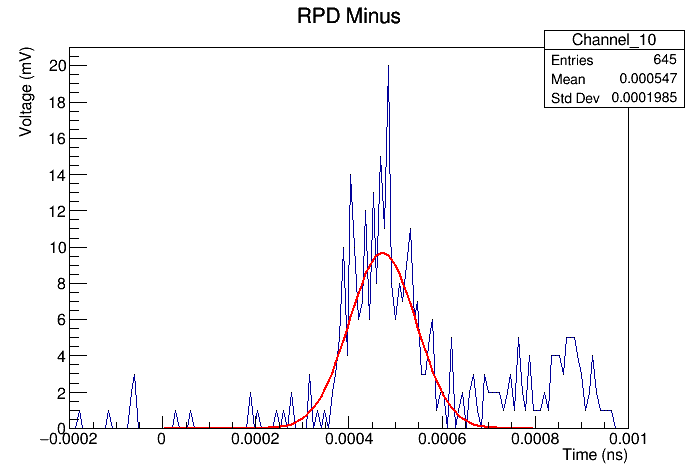 RPD Minus
Channel_10
Entries 645
Mean 0.000547
Std Dev 0.0001985
Voltage (mV)
20
18
16
14
12
10
8
6
4
2
0
−0.0002 0 0.0002 0.0004 0.0006 0.0008 0.001
Time (ns)